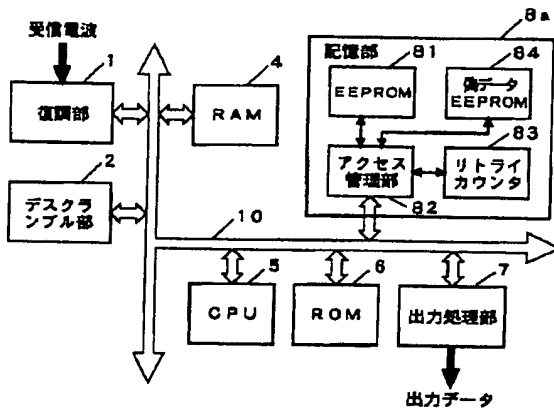 受信電波
1
復調部
2
デスクラ
ンブル部
4
RAM
8a
記憶部
81
EEPROM
84
偽データ
EEPROM
83
アクセス
管理部
82
リトライ
カウンタ
10
5
CPU
6
ROM
7
出力処理部
出力データ